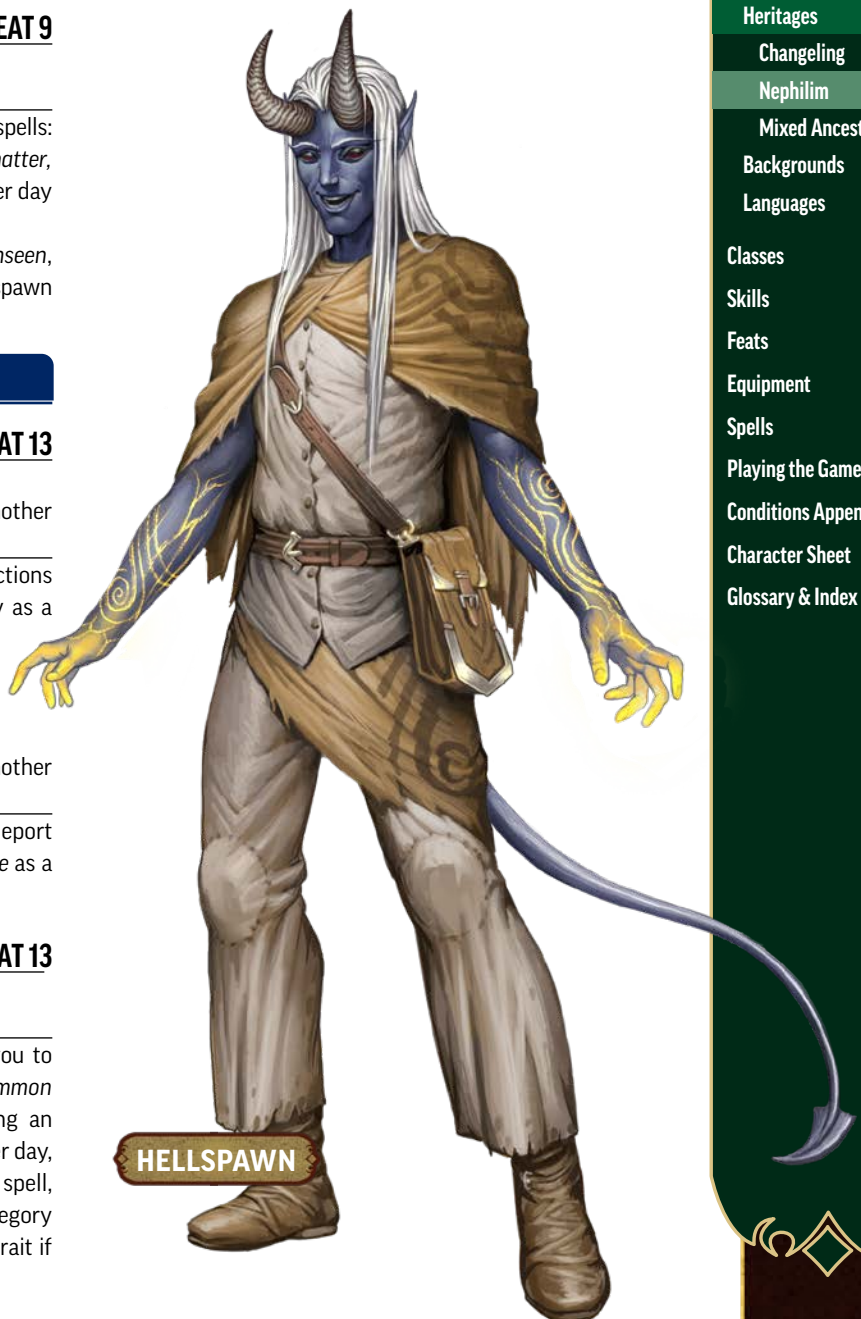 EAT 9
spells:
atter,
er day
nseen,
spawn
AT 13
other
ctions
y as a
other
eport
e as a
AT 13
ou to
mmon
ng an
er day,
spell,
egory
rait if
HELLSPAWN
Heritages
Changeling
Nephilim
Mixed Ancest
Backgrounds
Languages
Classes
Skills
Feats
Equipment
Spells
Playing the Game
Conditions Appen
Character Sheet
Glossary & Index